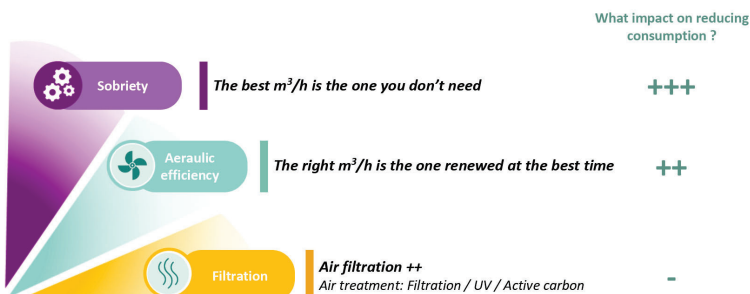 What impact on reducing
consumption ?
Sobriety
The best m³/h is the one you don’t need
+++
Aeraulic
efficiency
The right m³/h is the one renewed at the best time
++
Filtration
Air filtration ++
Air treatment: Filtration / UV / Active carbon
-